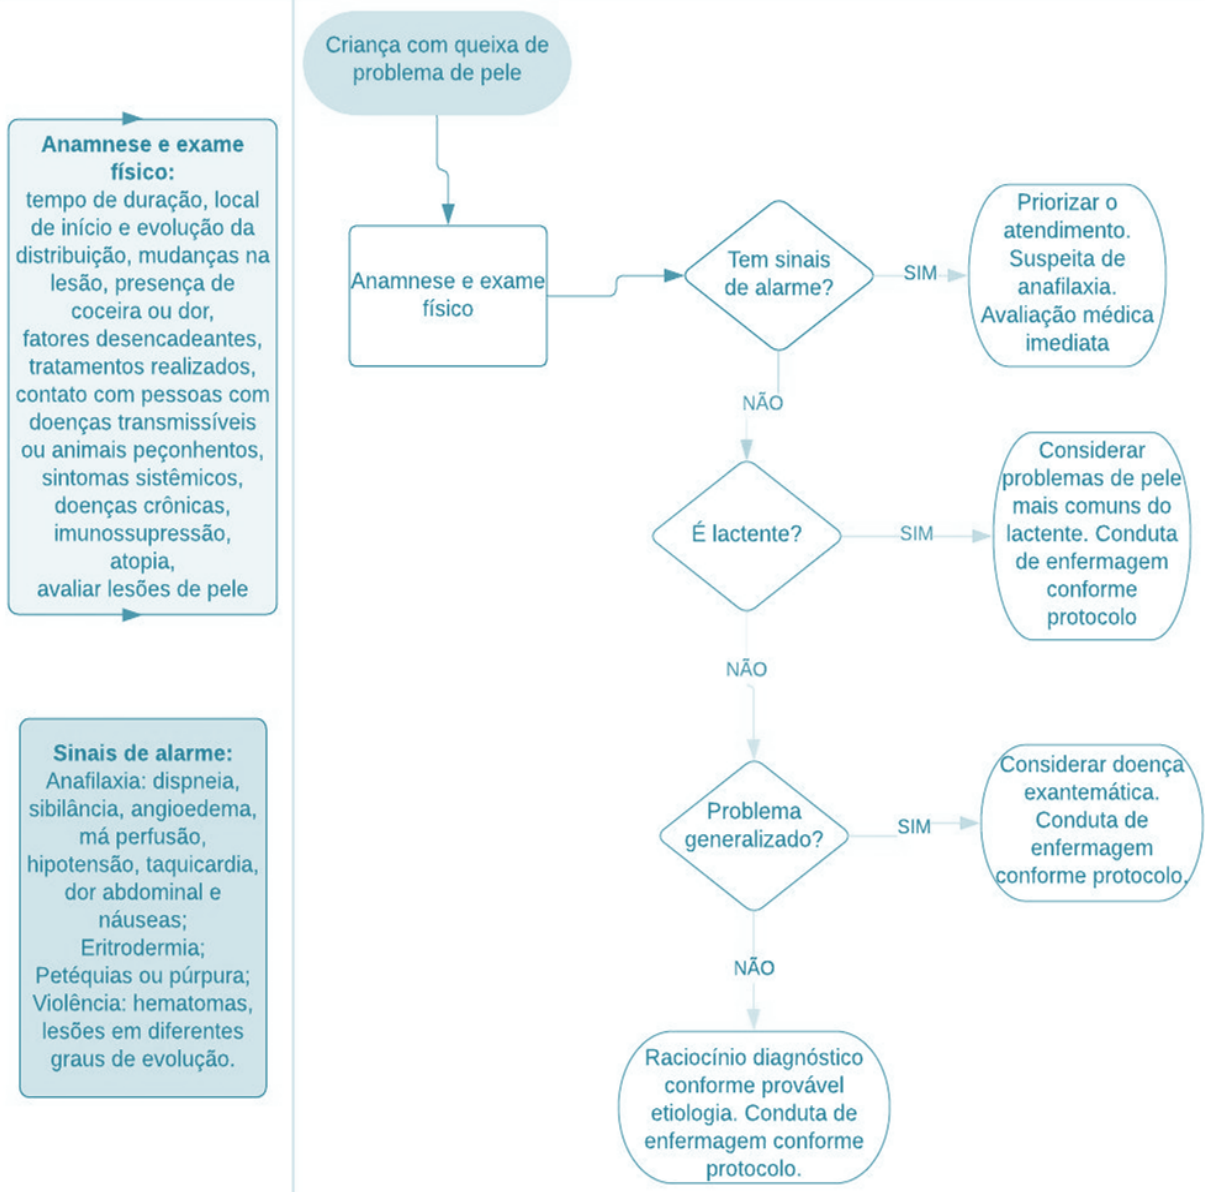 Criança com queixa de
problema de pele
Anamnese e exame
físico:
tempo de duração, local
de início e evolução da
distribuição, mudanças na
lesão, presença de
coceira ou dor,
fatores desencadeantes,
tratamentos realizados,
contato com pessoas com
doenças transmissíveis
ou animais peçonhentos,
sintomas sistêmicos,
doenças crônicas,
imunossupressão,
atopia,
avaliar lesões de pele
Sinais de alarme:
Anafilaxia: dispneia,
sibilância, angioedema,
má perfusão,
hipotensão, taquicardia,
dor abdominal e
náuseas;
Eritrodermia;
Petéquias ou púrpura;
Violência: hematomas,
lesões em diferentes
graus de evolução.
Anamnese e exame
físico
Tem sinais
de alarme?
SIM
Priorizar o
atendimento.
Suspeita de
anafilaxia.
Avaliação médica
imediata
NÃO
É lactente?
SIM
Considerar
problemas de pele
mais comuns do
lactente. Conduta
de enfermagem
conforme
protocolo
NÃO
Problema
generalizado?
SIM
Considerar doença
exantemática.
Conduta de
enfermagem
conforme protocolo.
NÃO
Raciocínio diagnóstico
conforme provável
etiologia. Conduta de
enfermagem conforme
protocolo.